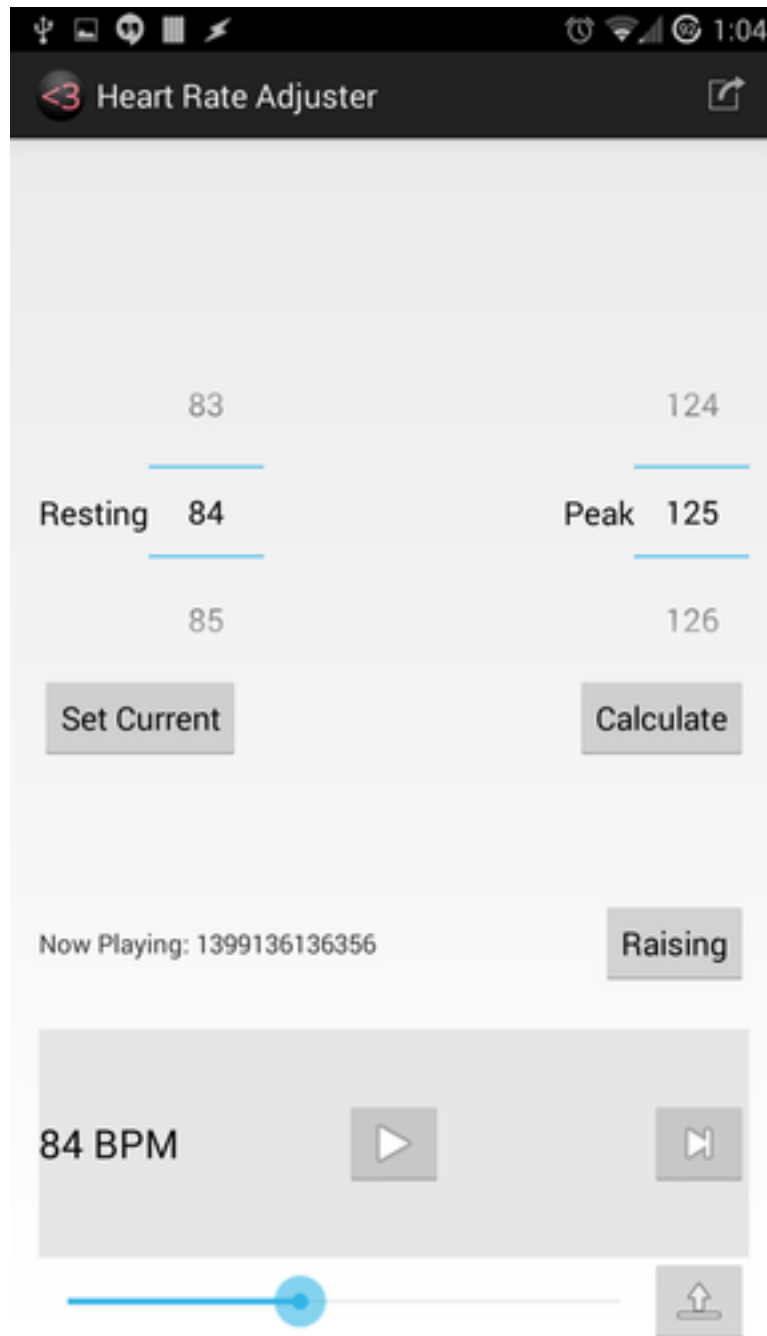 92 1:04
<3 Heart Rate Adjuster
83 124
Resting 84 Peak 125
85 126
Set Current Calculate
Now Playing: 1399136136356 Raising
84 BPM